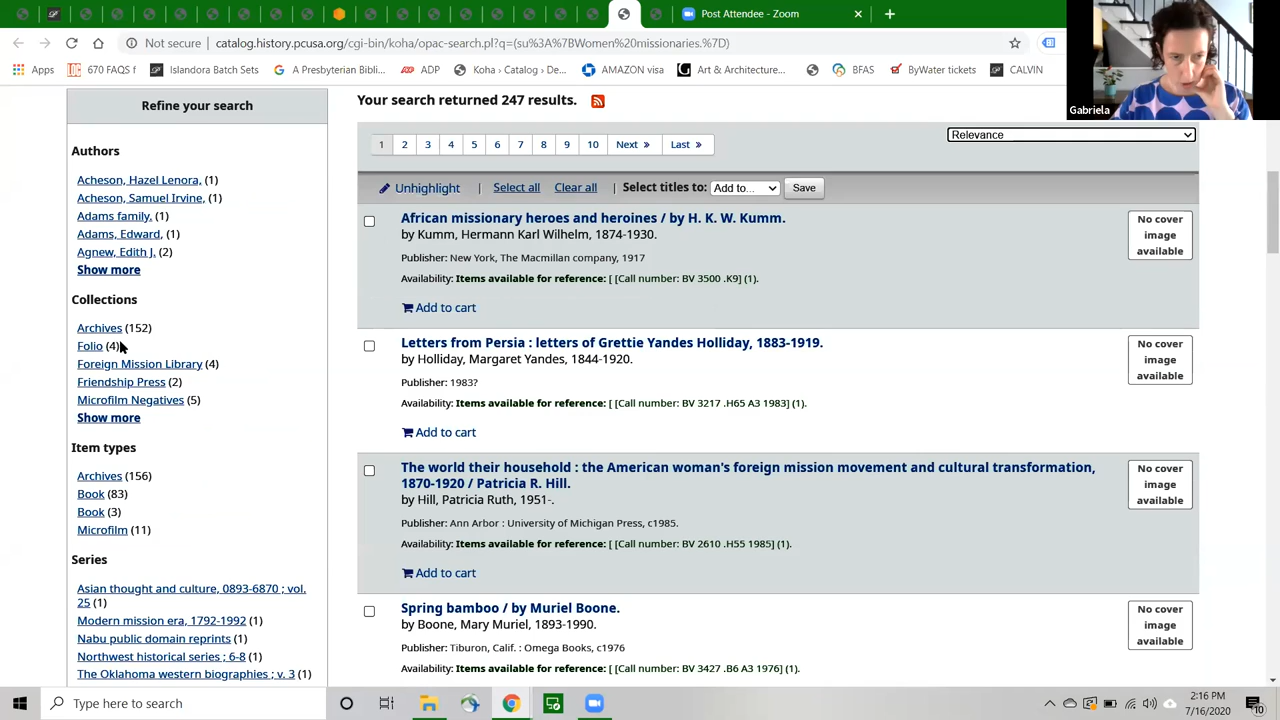 Post Attendee - Zoom
Not secure | catalog.history.pcusa.org/cgi-bin/koha/opac-search.pl?q=(su%3A%7BWomen%20missionaries.%7D)
Apps
670 FAQS f
Islandora Batch Sets
A Presbyterian Bibli...
ADP
Koha › Catalog › De...
AMAZON visa
Art & Architecture...
BFAS
ByWater tickets
CALVIN
Gabriela
Refine your search
Authors
Acheson, Hazel Lenora, (1)
Acheson, Samuel Irvine, (1)
Adams family. (1)
Adams, Edward, (1)
Agnew, Edith J. (2)
Show more
Collections
Archives (152)
Folio (4)
Foreign Mission Library (4)
Friendship Press (2)
Microfilm Negatives (5)
Show more
Item types
Archives (156)
Book (83)
Book (3)
Microfilm (11)
Series
Asian thought and culture, 0893-6870 ; vol.
25 (1)
Modern mission era, 1792-1992 (1)
Nabu public domain reprints (1)
Northwest historical series ; 6-8 (1)
The Oklahoma western biographies ; v. 3 (1)
Your search returned 247 results.
Relevance
1 2 3 4 5 6 7 8 9 10 Next » Last »
Unhighlight | Select all Clear all | Select titles to: Add to... Save
African missionary heroes and heroines / by H. K. W. Kumm.
by Kumm, Hermann Karl Wilhelm, 1874-1930.
Publisher: New York, The Macmillan company, 1917
Availability: Items available for reference: [ [Call number: BV 3500 .K9] (1).
Add to cart
No cover
image
available
Letters from Persia : letters of Grettie Yandes Holliday, 1883-1919.
by Holliday, Margaret Yandes, 1844-1920.
Publisher: 1983?
Availability: Items available for reference: [ [Call number: BV 3217 .H65 A3 1983] (1).
Add to cart
No cover
image
available
The world their household : the American woman's foreign mission movement and cultural transformation,
1870-1920 / Patricia R. Hill.
by Hill, Patricia Ruth, 1951-.
Publisher: Ann Arbor : University of Michigan Press, c1985.
Availability: Items available for reference: [ [Call number: BV 2610 .H55 1985] (1).
Add to cart
No cover
image
available
Spring bamboo / by Muriel Boone.
by Boone, Mary Muriel, 1893-1990.
Publisher: Tiburon, Calif. : Omega Books, c1976
Availability: Items available for reference: [ [Call number: BV 3427 .B6 A3 1976] (1).
No cover
image
available
Type here to search
2:16 PM
7/16/2020
10